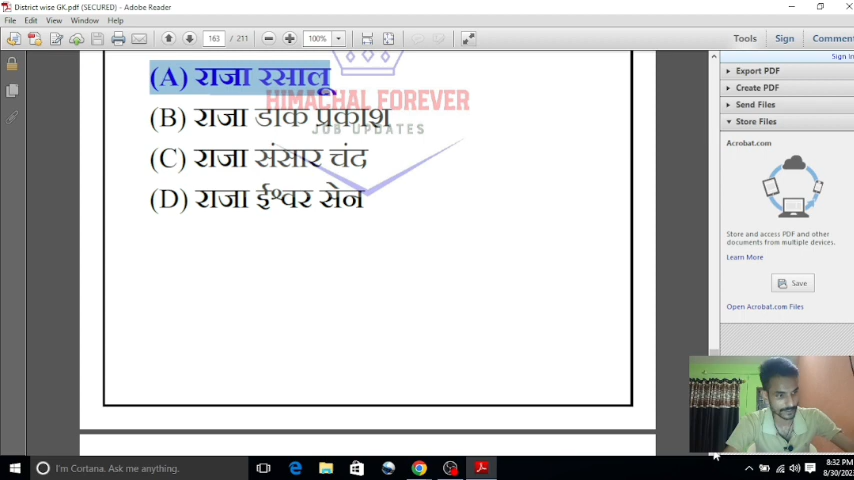 District wise GK.pdf (SECURED) - Adobe Reader
File Edit View Window Help
163 / 211 100% Tools Sign Comment
Sign In
(A) राजा रसालू
(B) राजा डाक प्रकाश
(C) राजा संसार चंद
(D) राजा ईश्वर सेन
HIMACHAL FOREVER
JOB UPDATES
Export PDF
Create PDF
Send Files
Store Files
Acrobat.com
Store and access PDF and other
documents from multiple devices.
Learn More
Save
Open Acrobat.com Files
I'm Cortana. Ask me anything.
8:32 PM